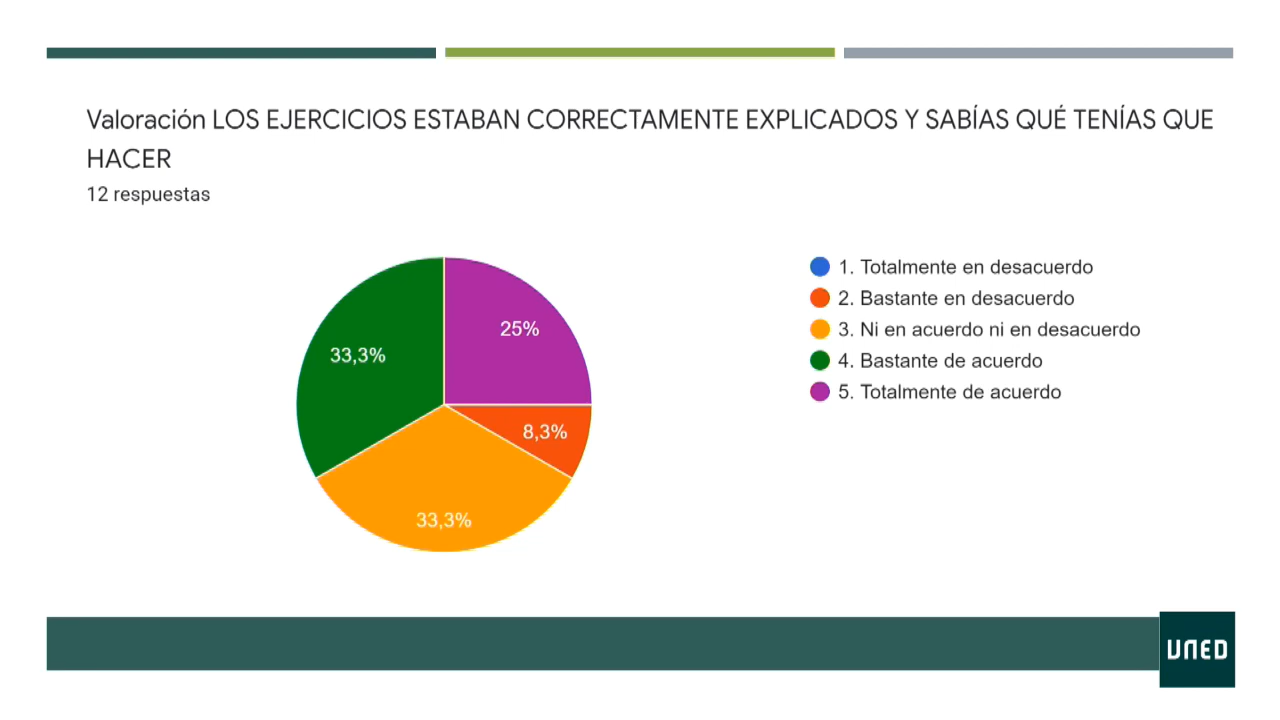 Valoración LOS EJERCICIOS ESTABAN CORRECTAMENTE EXPLICADOS Y SABÍAS QUÉ TENÍAS QUE
HACER
12 respuestas
25%
33,3%
8,3%
33,3%
1. Totalmente en desacuerdo
2. Bastante en desacuerdo
3. Ni en acuerdo ni en desacuerdo
4. Bastante de acuerdo
5. Totalmente de acuerdo
UNED